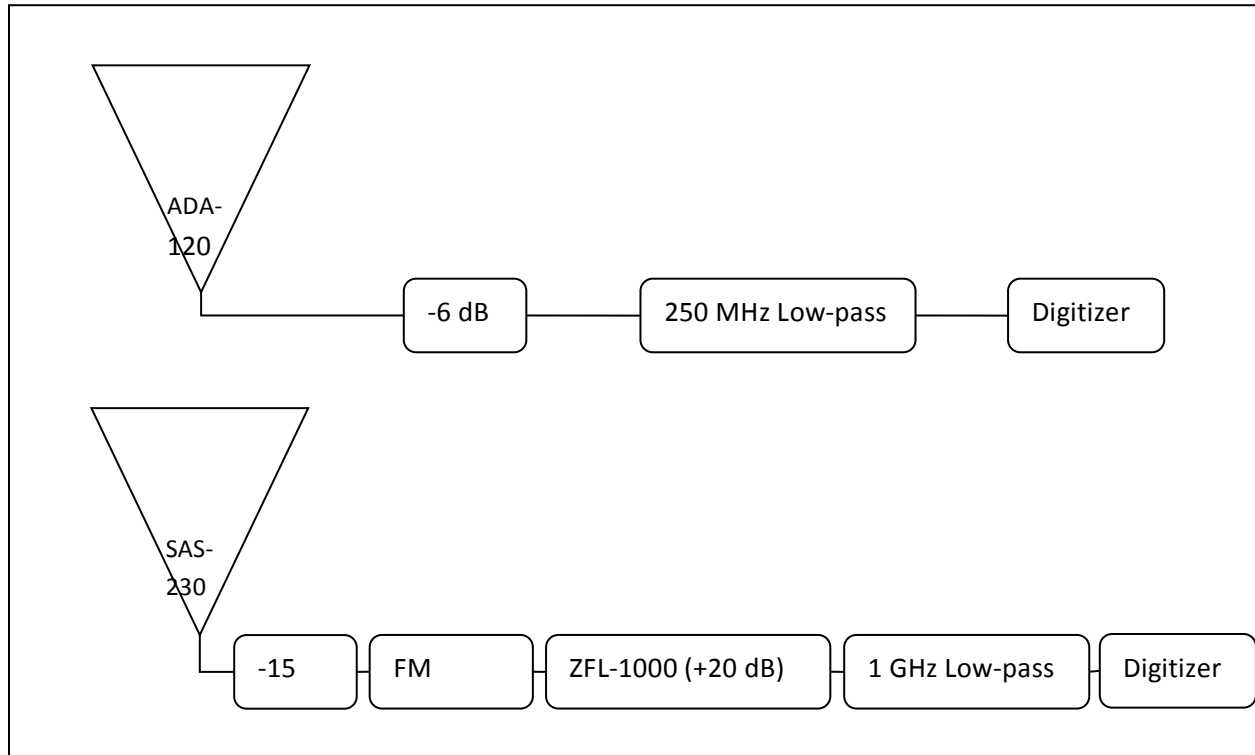 ADA-
120
-6 dB
250 MHz Low-pass
Digitizer
SAS-
230
-15
FM
ZFL-1000 (+20 dB)
1 GHz Low-pass
Digitizer